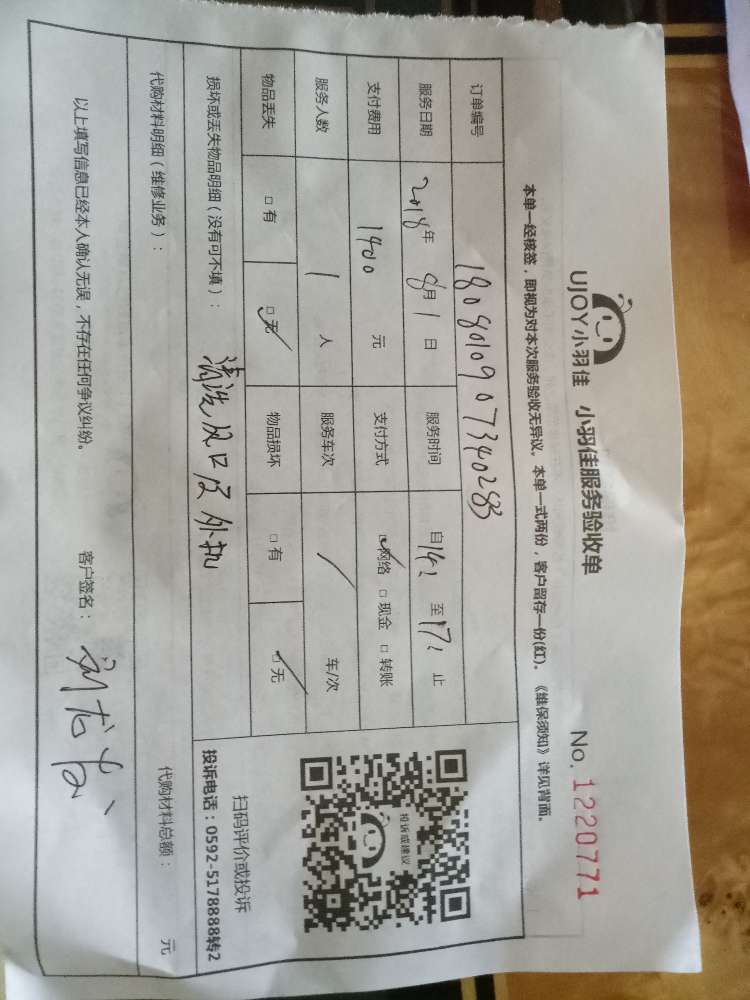 UJOY小羽佳 小羽佳服务验收单 No. 1220771
本单一经核签，即视为对本次服务验收无异议。本单一式两份，客户留存一份(红)。《维保须知》详见背面。
订单编号 1808010907340283
服务日期 2018年 8月 1 日 服务时间 自14: 至17: 止
支付费用 1400 元 支付方式 ☑网络 □现金 □转账
服务人数 1 人 服务车次 / 车/次
物品丢失 □有 ☑无 物品损坏 □有 ☑无
损坏或丢失物品明细（没有可不填）：
清洗风口及外机
代购材料明细（维修业务）： 代购材料总额： 元
以上填写信息已经本人确认无误，不存在任何争议纠纷。 客户签名：
投诉或建议
扫码评价或投诉
投诉电话：0592-5178888转2